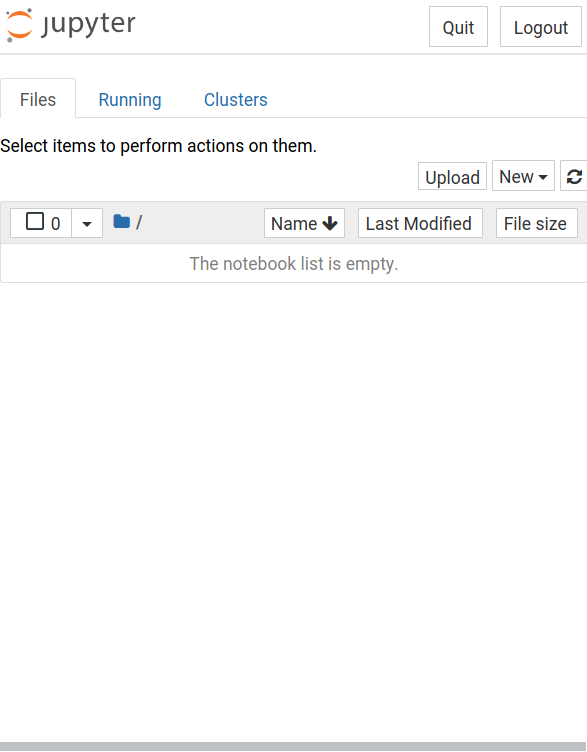 jupyter
Quit
Logout
Files
Running
Clusters
Select items to perform actions on them.
Upload
New
0
/
Name
Last Modified
File size
The notebook list is empty.